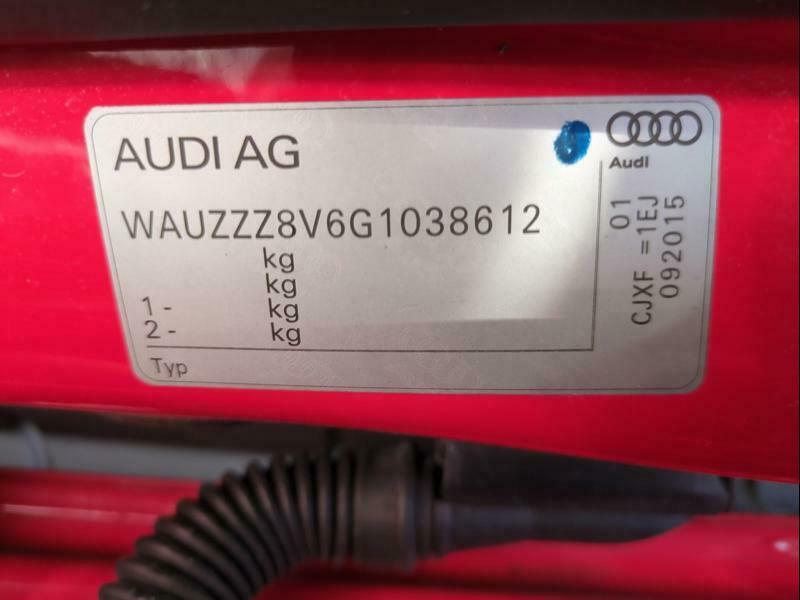 AUDI AG
Audi
WAUZZZ8V6G1038612
kg
kg
1- kg
2- kg
Typ
01
CJXF =1EJ
092015